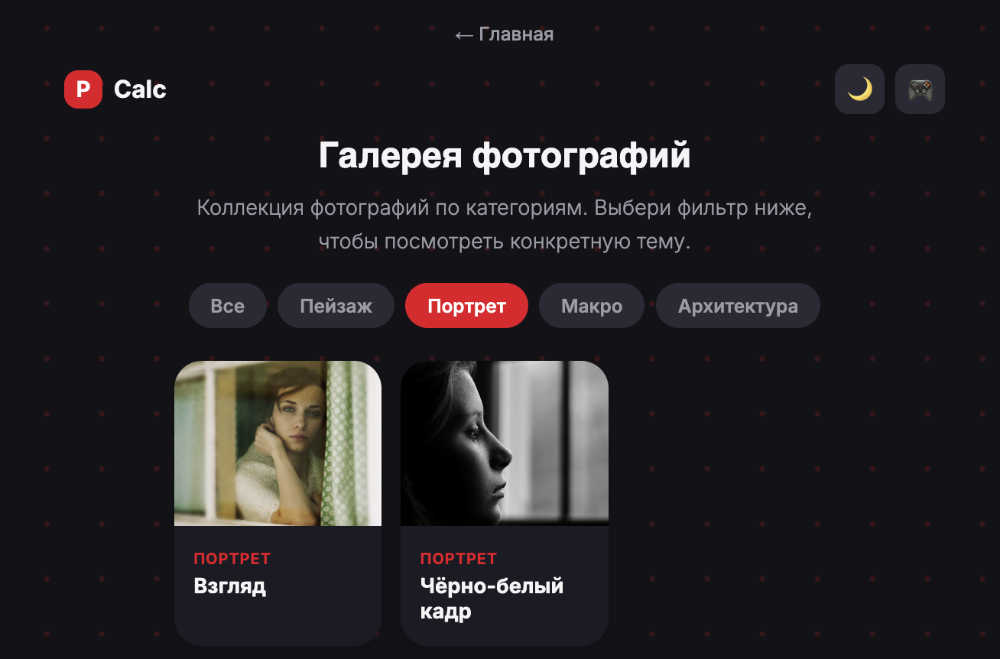 ← Главная
P Calc
Галерея фотографий
Коллекция фотографий по категориям. Выбери фильтр ниже,
чтобы посмотреть конкретную тему.
Все Пейзаж Портрет Макро Архитектура
ПОРТРЕТ
Взгляд
ПОРТРЕТ
Чёрно-белый
кадр